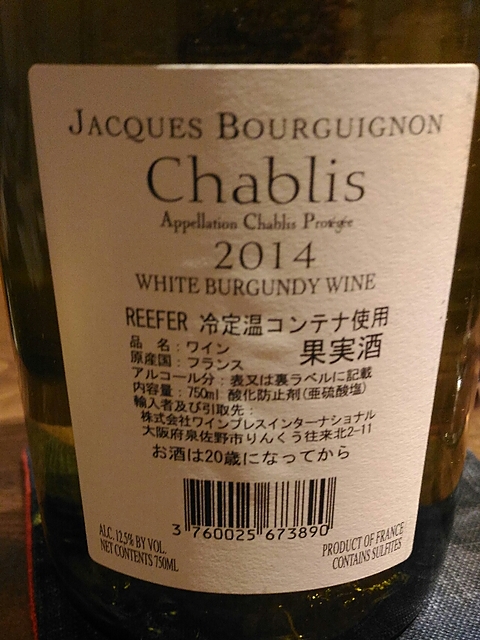 JACQUES BOURGUIGNON
Chablis
Appellation Chablis Protégée
2014
WHITE BURGUNDY WINE
REEFER 冷定温コンテナ使用
品　名：ワイン
果実酒
原産国：フランス
アルコール分：表又は裏ラベルに記載
内容量：750ml 酸化防止剤(亜硫酸塩)
輸入者及び引取先：
株式会社ワインプレスインターナショナル
大阪府泉佐野市りんくう往来北2-11
お酒は20歳になってから
3 760025 673890
ALC. 12.5% BY VOL.
NET CONTENTS 750ML
PRODUCT OF FRANCE
CONTAINS SULFITES